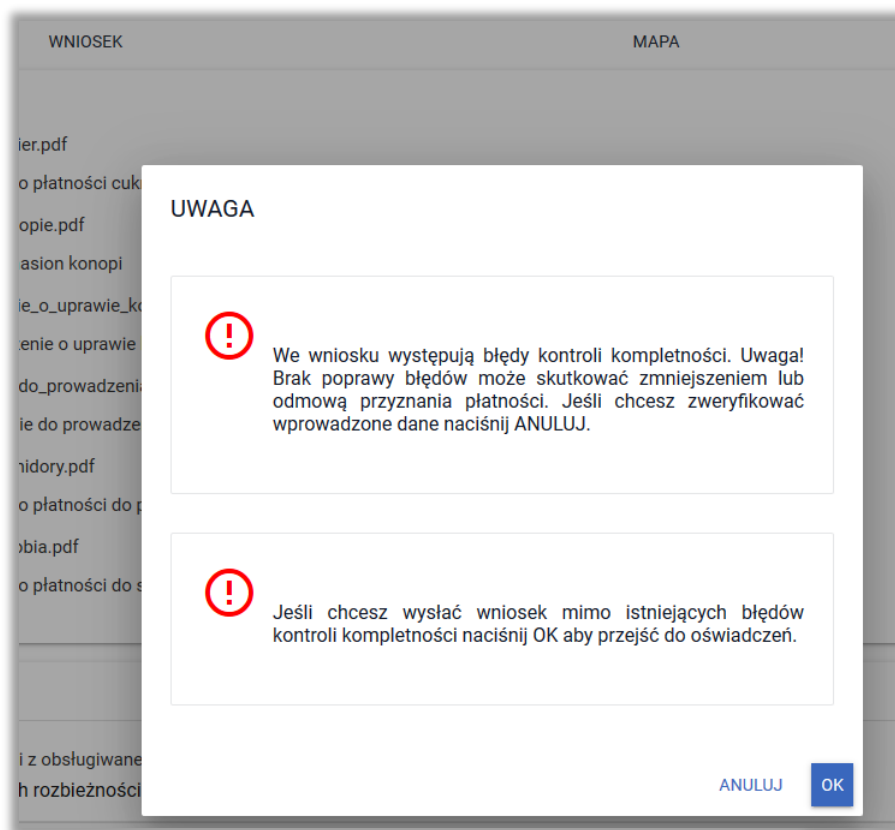 WNIOSEK MAPA
ier.pdf
o płatności cuk
opie.pdf
asion konopi
ie_o_uprawie_ko
zenie o uprawie
do_prowadzeni
ie do prowadze
nidory.pdf
o płatności do p
obia.pdf
o płatności do s
UWAGA
We wniosku występują błędy kontroli kompletności. Uwaga!
Brak poprawy błędów może skutkować zmniejszeniem lub
odmową przyznania płatności. Jeśli chcesz zweryfikować
wprowadzone dane naciśnij ANULUJ.
Jeśli chcesz wysłać wniosek mimo istniejących błędów
kontroli kompletności naciśnij OK aby przejść do oświadczeń.
i z obsługiwane
h rozbieżności
ANULUJ OK